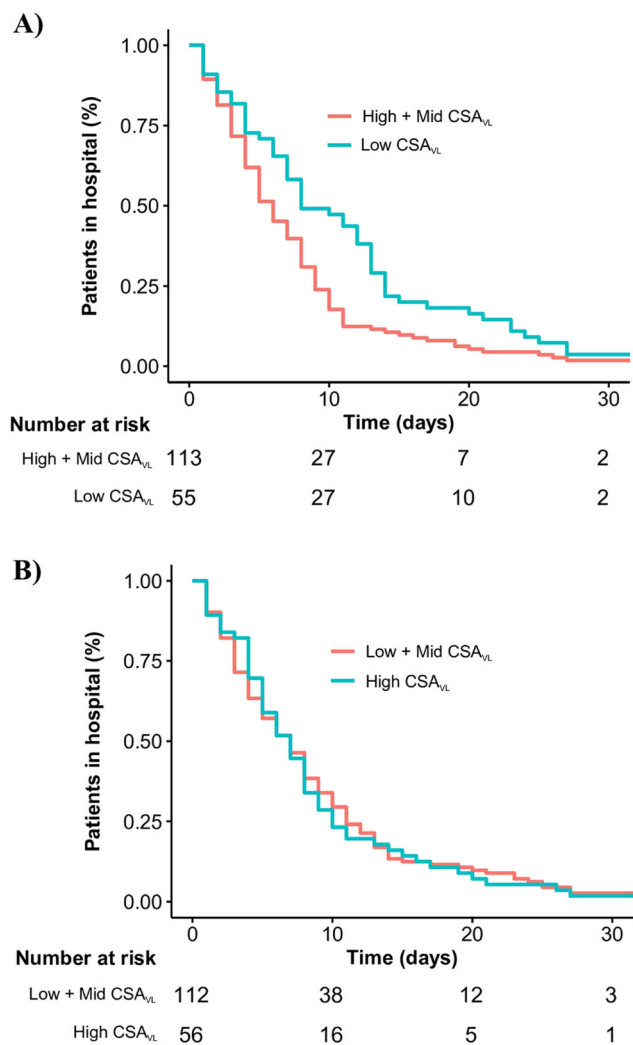 A)
Patients in hospital (%)
1.00
0.75
0.50
0.25
0.00
High + Mid CSAVL
Low CSAVL
0 10 20 30
Time (days)
Number at risk
High + Mid CSAVL 113 27 7 2
Low CSAVL 55 27 10 2
B)
Patients in hospital (%)
1.00
0.75
0.50
0.25
0.00
Low + Mid CSAVL
High CSAVL
0 10 20 30
Time (days)
Number at risk
Low + Mid CSAVL 112 38 12 3
High CSAVL 56 16 5 1